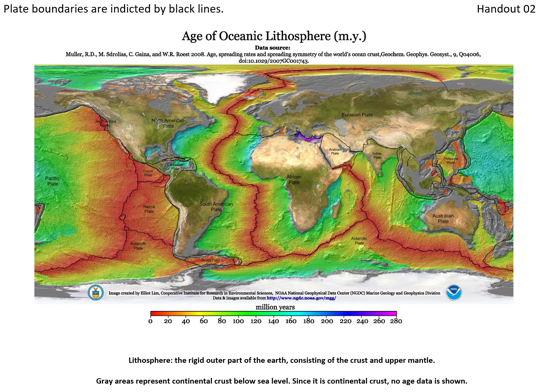 Plate boundaries are indicted by black lines.
Handout 02
Age of Oceanic Lithosphere (m.y.)
Data source:
Muller, R.D., M. Sdrolias, C. Gaina, and W.R. Roest 2008. Age, spreading rates and spreading symmetry of the world's ocean crust,Geochem. Geophys. Geosyst., 9, Q04006,
doi:10.1029/2007GC001743.
North American
Plate
Eurasian Plate
Pacific
Plate
African
Plate
South American
Plate
Australian
Plate
Antarctic
Plate
Image created by Elliot Lim, Cooperative Institute for Research in Environmental Sciences, NOAA National Geophysical Data Center (NGDC) Marine Geology and Geophysics Division
Data & images available from http://www.ngdc.noaa.gov/mgg/
million years
0 20 40 60 80 100 120 140 160 180 200 220 240 260 280
Lithosphere: the rigid outer part of the earth, consisting of the crust and upper mantle.
Gray areas represent continental crust below sea level. Since it is continental crust, no age data is shown.